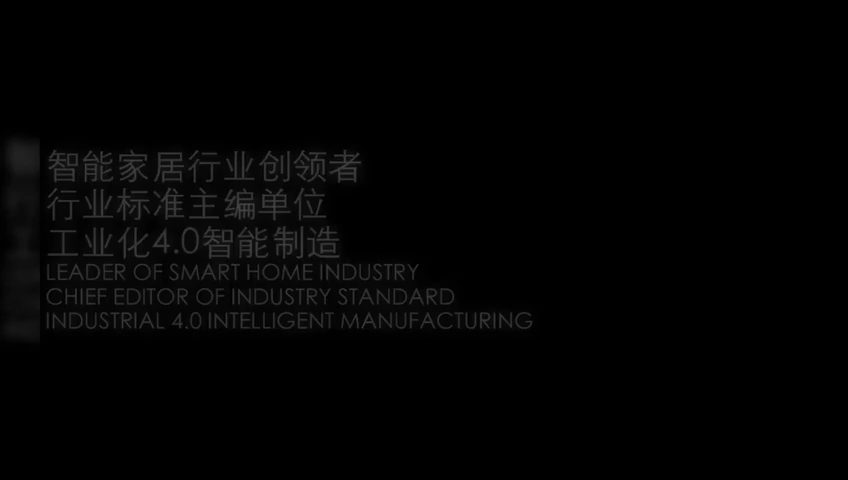 智能家居行业创领者
行业标准主编单位
工业化4.0智能制造
LEADER OF SMART HOME INDUSTRY
CHIEF EDITOR OF INDUSTRY STANDARD
INDUSTRIAL 4.0 INTELLIGENT MANUFACTURING